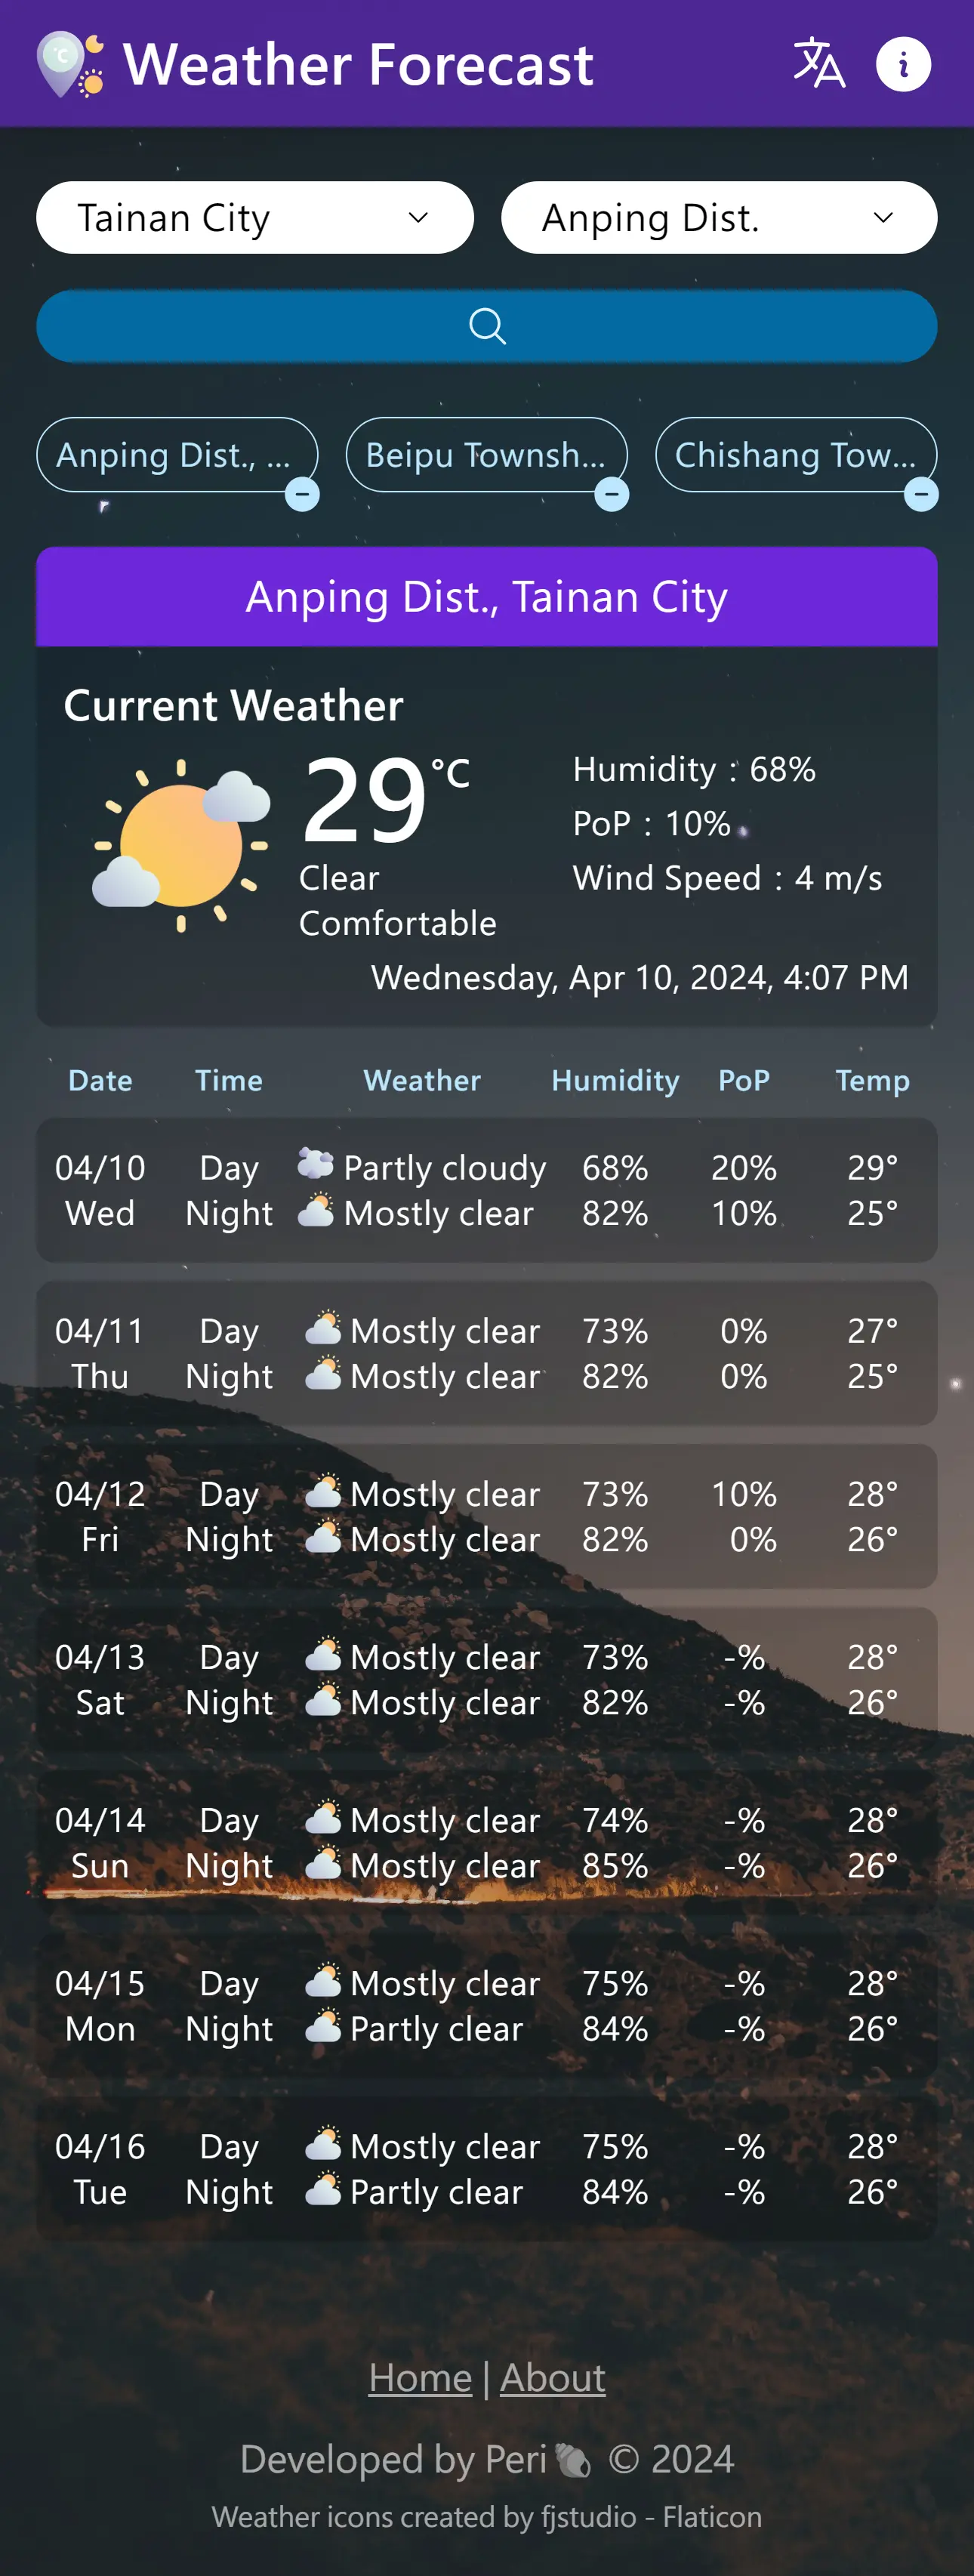 °C
Weather Forecast
Tainan City
Anping Dist.
Anping Dist., ...
Beipu Townsh...
Chishang Tow...
Anping Dist., Tainan City
Current Weather
29°C
Clear
Comfortable
Humidity : 68%
PoP : 10%
Wind Speed : 4 m/s
Wednesday, Apr 10, 2024, 4:07 PM
Date Time Weather Humidity PoP Temp
04/10 Day Partly cloudy 68% 20% 29°
Wed Night Mostly clear 82% 10% 25°
04/11 Day Mostly clear 73% 0% 27°
Thu Night Mostly clear 82% 0% 25°
04/12 Day Mostly clear 73% 10% 28°
Fri Night Mostly clear 82% 0% 26°
04/13 Day Mostly clear 73% -% 28°
Sat Night Mostly clear 82% -% 26°
04/14 Day Mostly clear 74% -% 28°
Sun Night Mostly clear 85% -% 26°
04/15 Day Mostly clear 75% -% 28°
Mon Night Partly clear 84% -% 26°
04/16 Day Mostly clear 75% -% 28°
Tue Night Partly clear 84% -% 26°
Home | About
Developed by Peri🐚 © 2024
Weather icons created by fjstudio - Flaticon